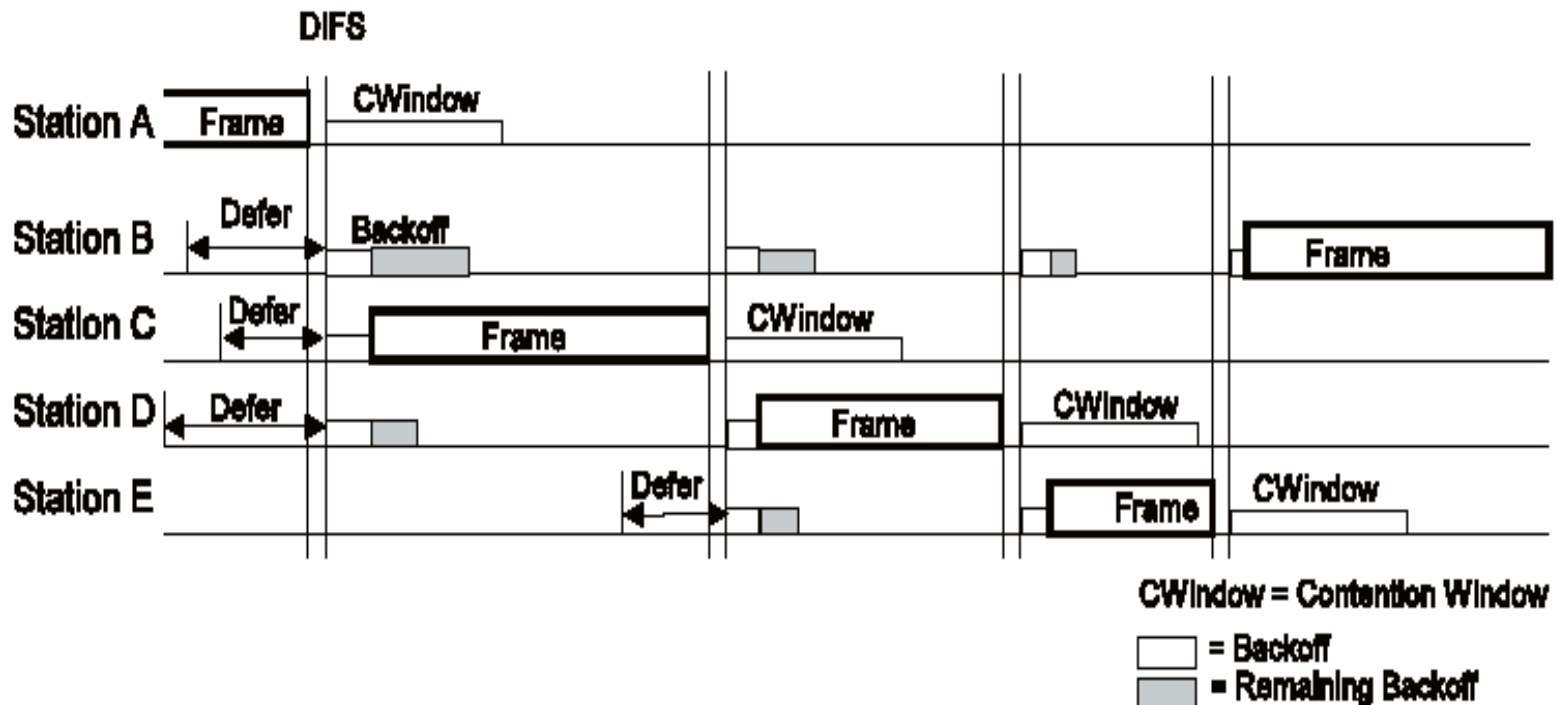 DIFS
Station A
Frame
CWindow
Station B
Defer
Backoff
Frame
Station C
Defer
Frame
CWindow
Station D
Defer
Frame
CWindow
Station E
Defer
Frame
CWindow
CWindow = Contention Window
= Backoff
= Remaining Backoff